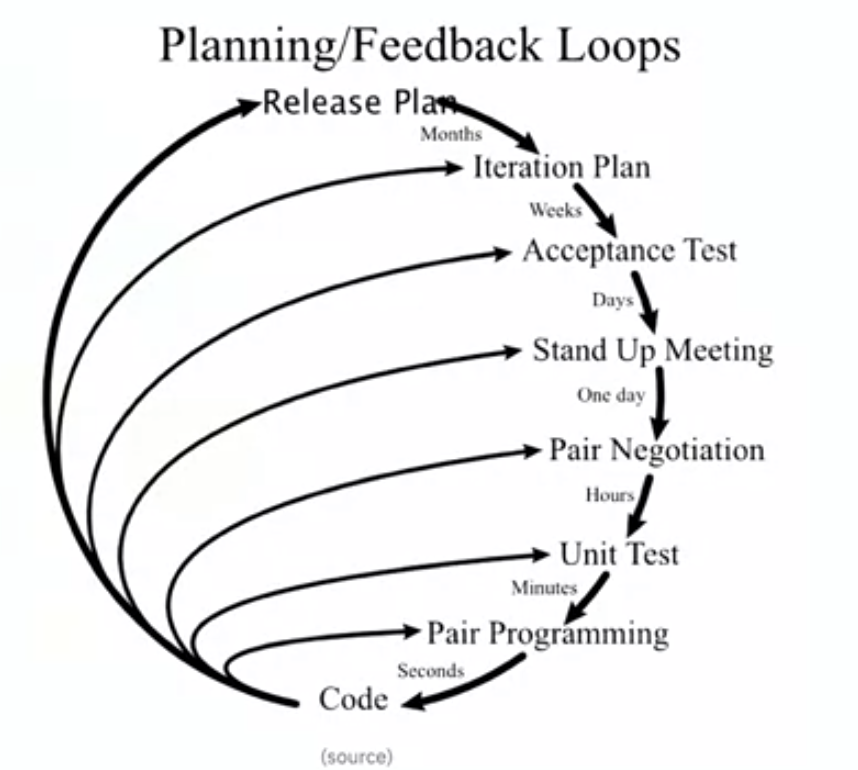 Planning/Feedback Loops
Release Plan
Months
Iteration Plan
Weeks
Acceptance Test
Days
Stand Up Meeting
One day
Pair Negotiation
Hours
Unit Test
Minutes
Pair Programming
Seconds
Code
(source)